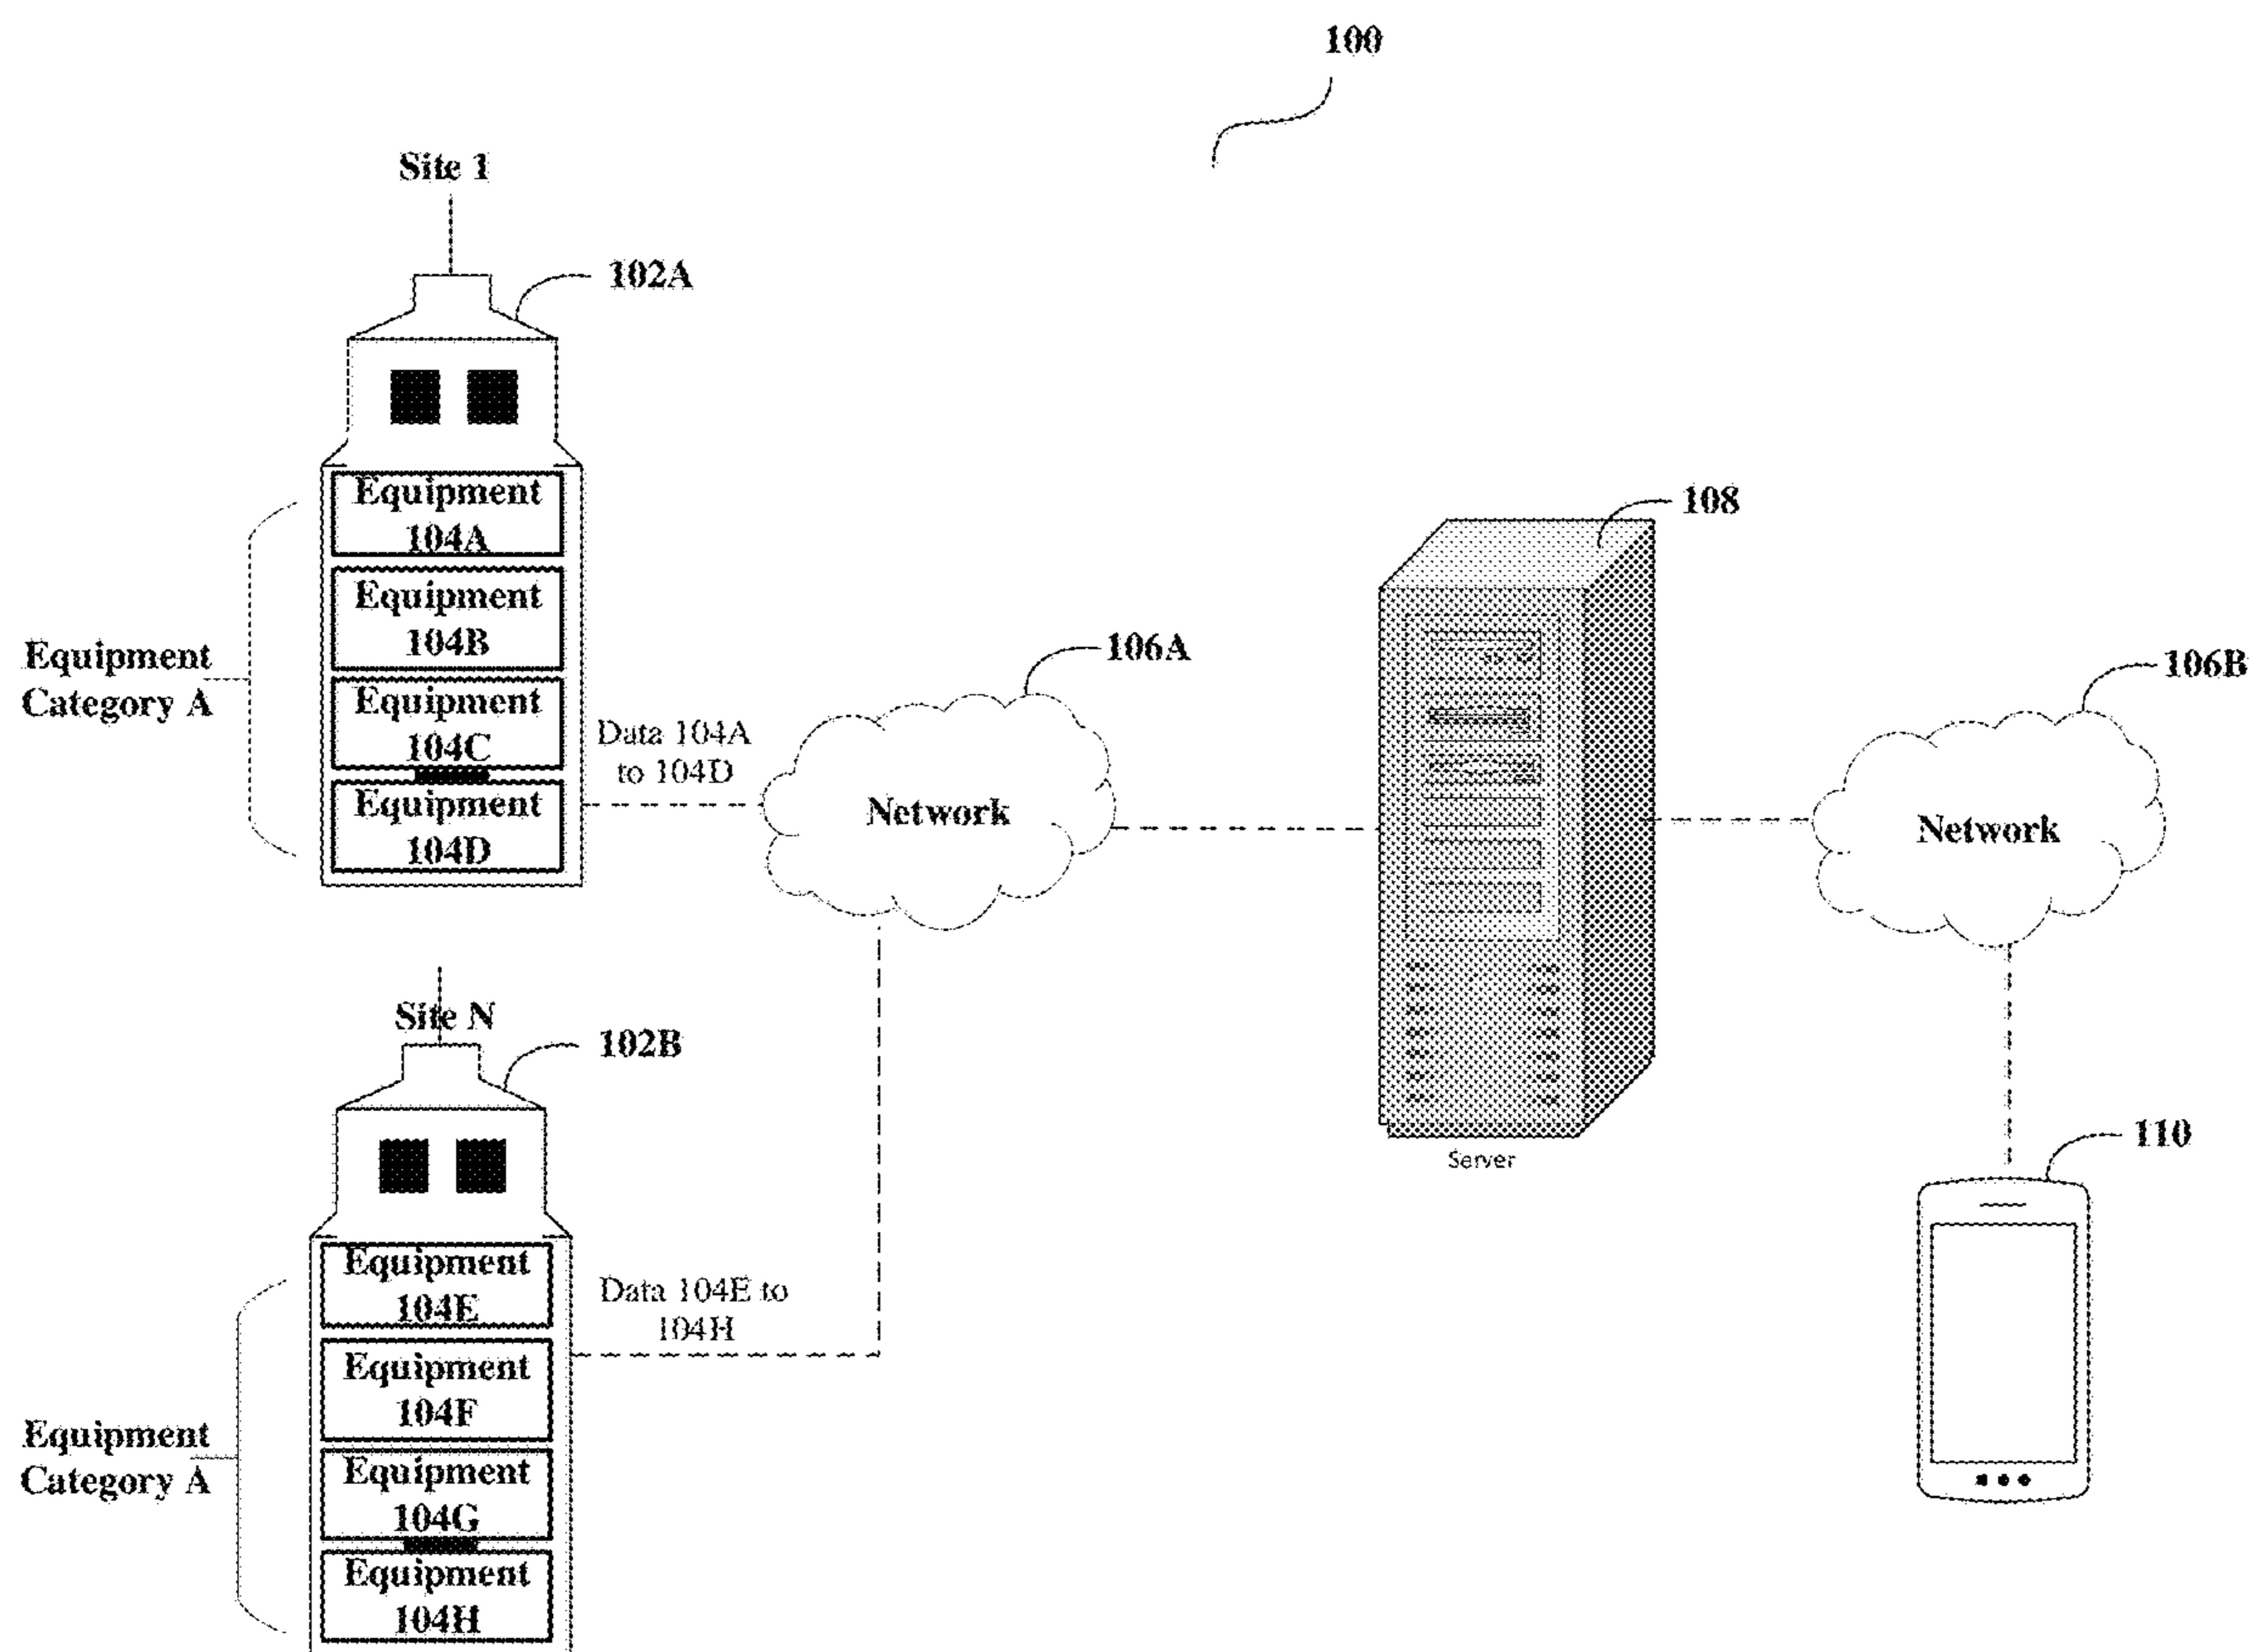 100
Site 1
102A
Equipment
104A
Equipment
104B
Equipment
104C
Equipment
104D
Equipment
Category A
Data 104A
to 104D
106A
Network
108
Server
106B
Network
110
Site N
102B
Equipment
104E
Equipment
104F
Equipment
104G
Equipment
104H
Equipment
Category A
Data 104E to
104H